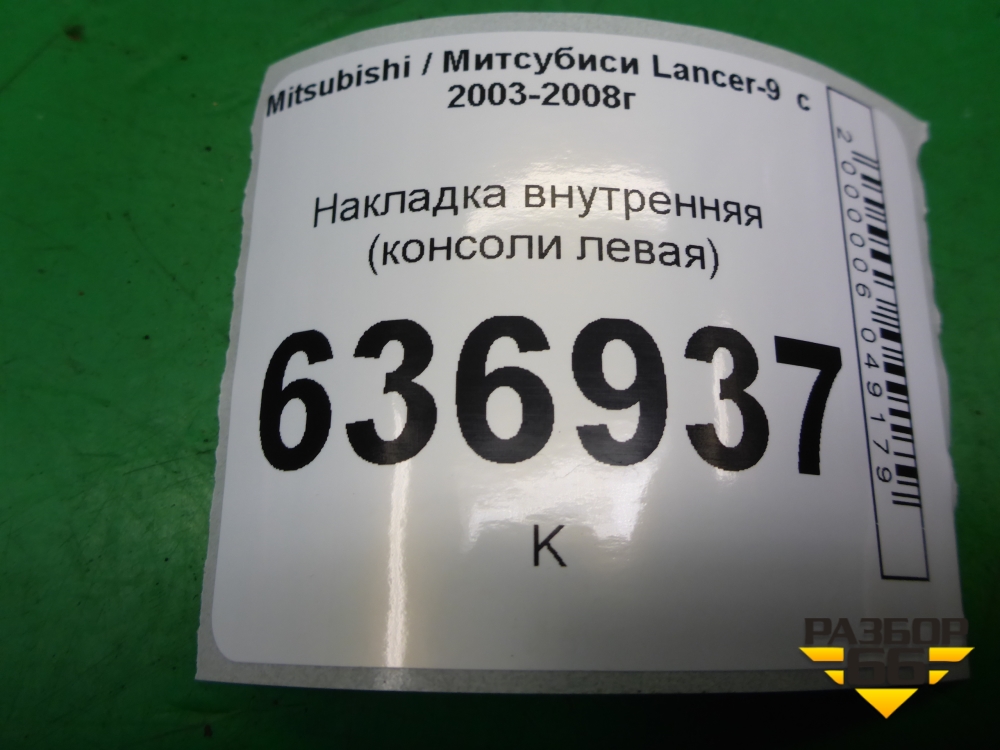 Mitsubishi / Митсубиси Lancer-9 с
2003-2008г
Накладка внутренняя
(консоли левая)
636937
К
2000006049179
РАЗБОР
66